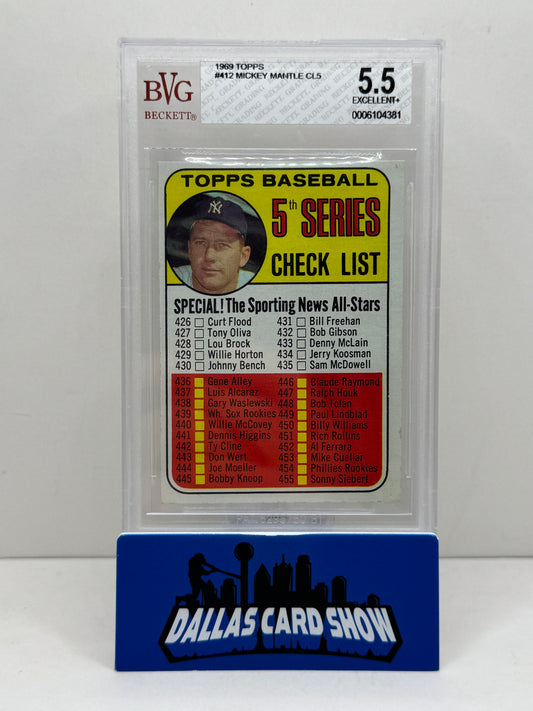 BVG
BECKETT®
1969 TOPPS
#412 MICKEY MANTLE CL5
5.5
EXCELLENT+
0006104381
TOPPS BASEBALL
5th SERIES
CHECK LIST
NY
SPECIAL! The Sporting News All-Stars
426 Curt Flood
427 Tony Oliva
428 Lou Brock
429 Willie Horton
430 Johnny Bench
431 Bill Freehan
432 Bob Gibson
433 Denny McLain
434 Jerry Koosman
435 Sam McDowell
436 Gene Alley
437 Luis Alcaraz
438 Gary Waslewski
439 Wh. Sox Rookies
440 Willie McCovey
441 Dennis Higgins
442 Ty Cline
443 Don Wert
444 Joe Moeller
445 Bobby Knoop
446 Claude Raymond
447 Ralph Houk
448 Bob Tolan
449 Paul Lindblad
450 Billy Williams
451 Rich Rollins
452 Al Ferrara
453 Mike Cuellar
454 Phillies Rookies
455 Sonny Siebert
DALLAS CARD SHOW